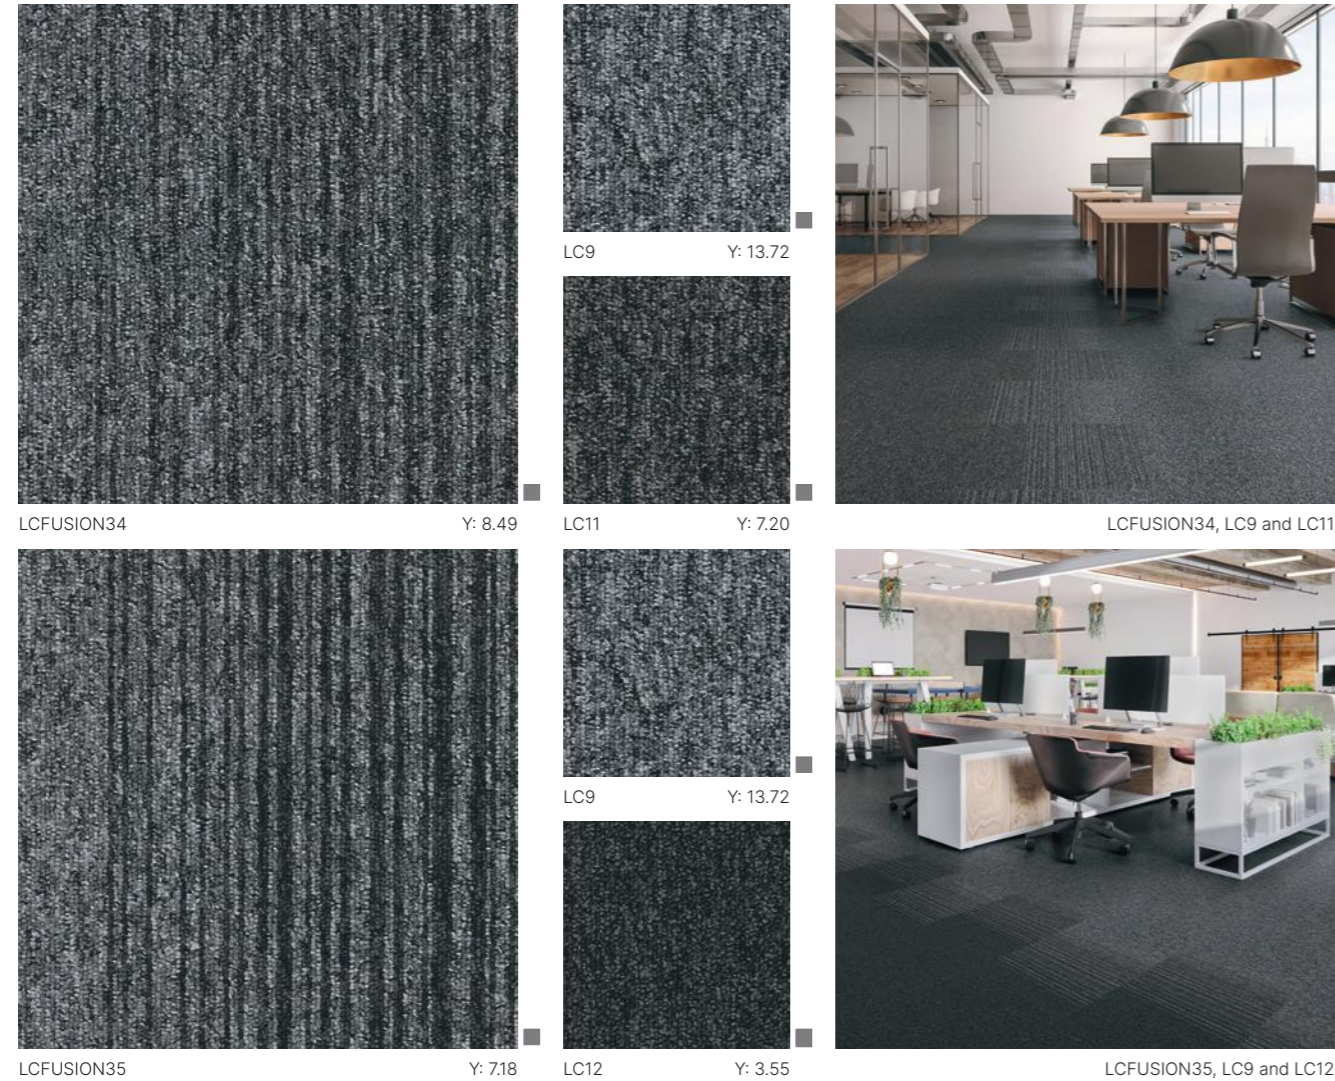 LC9 Y: 13.72
LCFUSION34 Y: 8.49
LC11 Y: 7.20
LCFUSION34, LC9 and LC11
LC9 Y: 13.72
LCFUSION35 Y: 7.18
LC12 Y: 3.55
LCFUSION35, LC9 and LC12